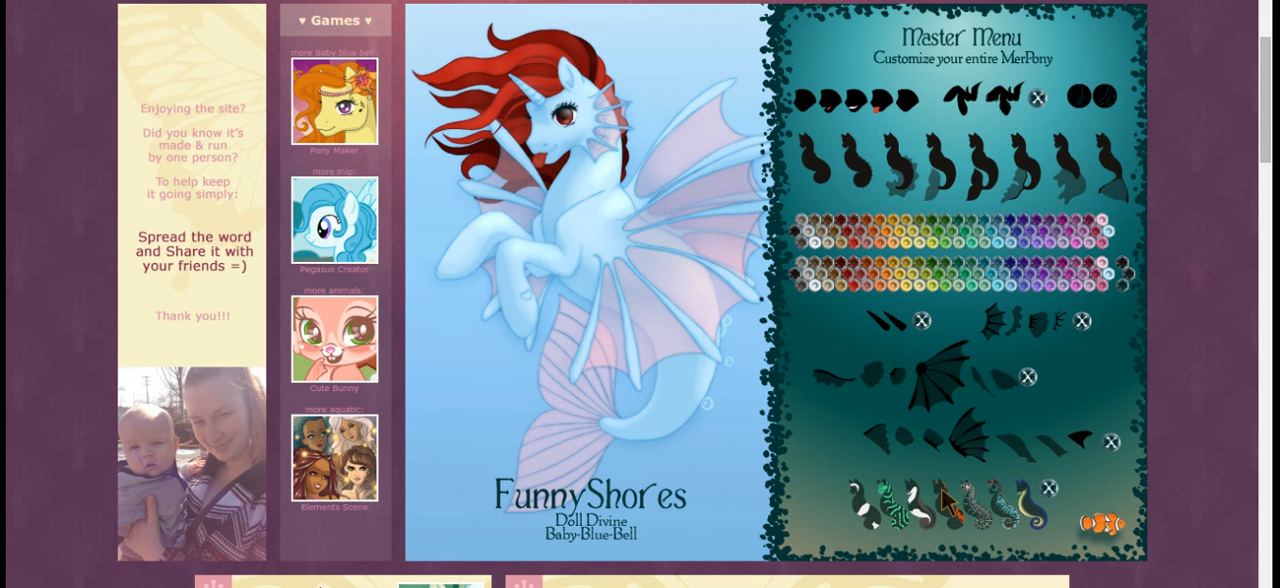 Enjoying the site?
Did you know it's
made & run
by one person?
To help keep
it going simply:
Spread the word
and Share it with
your friends =)
Thank you!!!
♥ Games ♥
more baby blue bell:
Pony Maker
more mlp:
Pegasus Creator
more animals:
Cute Bunny
more aquatic:
Elements Scene
FunnyShores
Doll Divine
Baby-Blue-Bell
Master Menu
Customize your entire MerPony